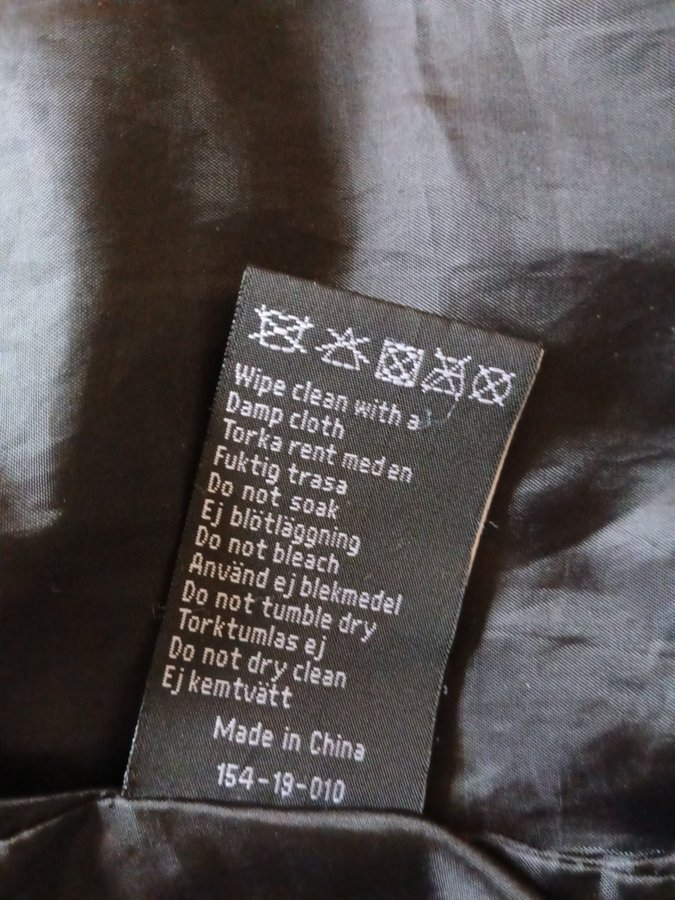 Wipe clean with a
Damp cloth
Torka rent med en
Fuktig trasa
Do not soak
Ej blötläggning
Do not bleach
Använd ej blekmedel
Do not tumble dry
Torktumlas ej
Do not dry clean
Ej kemtvätt
Made in China
154-19-010